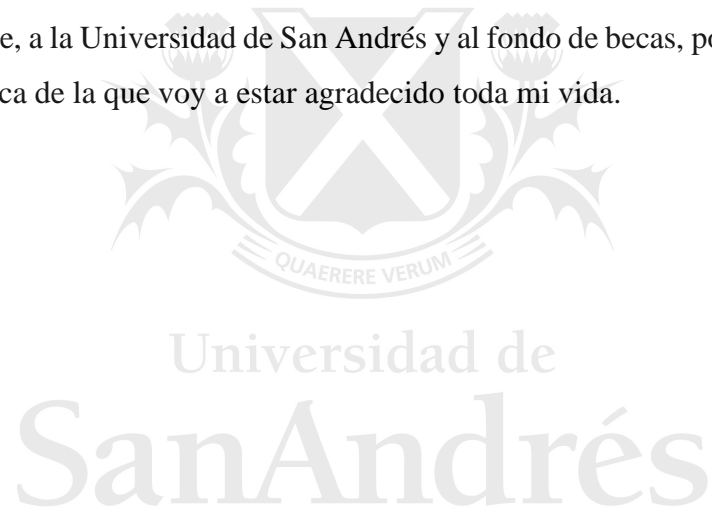 e, a la Universidad de San Andrés y al fondo de becas, po
ca de la que voy a estar agradecido toda mi vida.
QUAERERE VERUM
Universidad de
SanAndrés